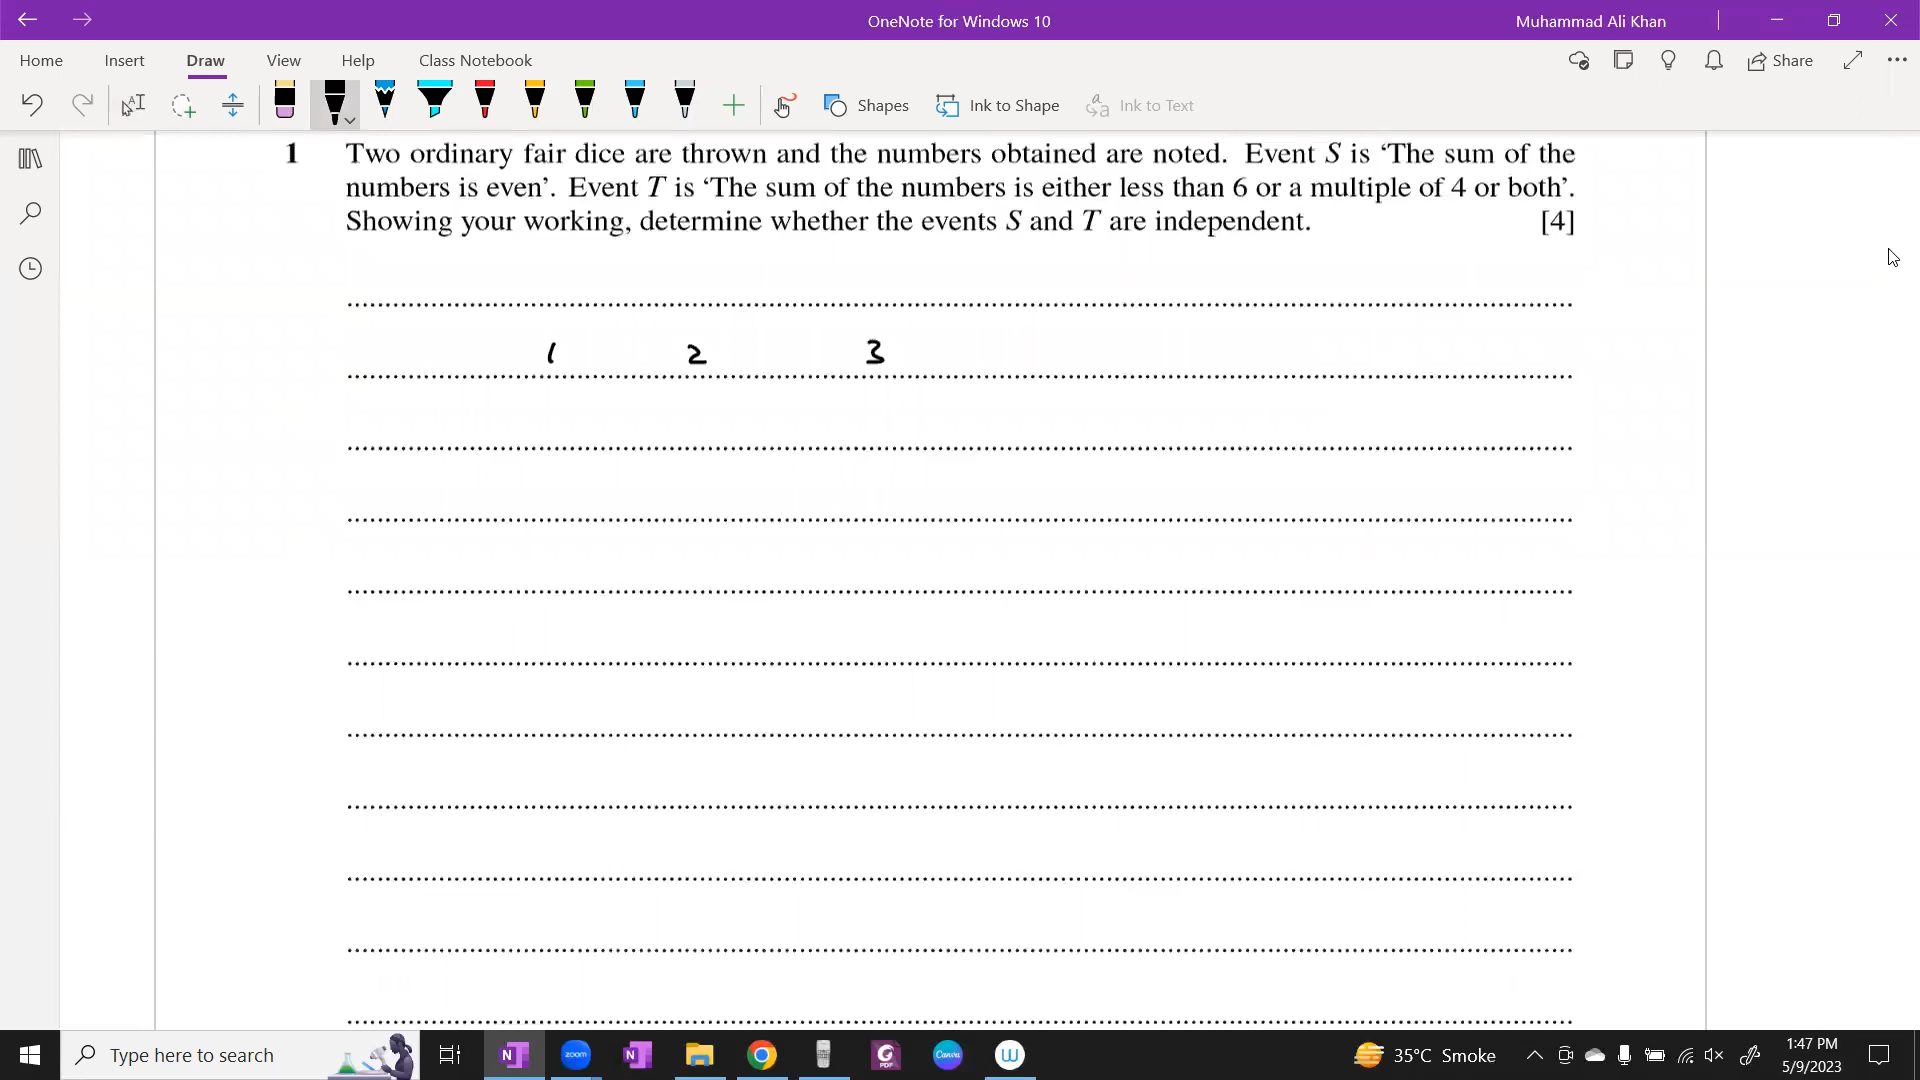 OneNote for Windows 10
Muhammad Ali Khan
Home Insert Draw View Help Class Notebook
Share
Shapes Ink to Shape Ink to Text
1 Two ordinary fair dice are thrown and the numbers obtained are noted. Event S is ‘The sum of the
numbers is even’. Event T is ‘The sum of the numbers is either less than 6 or a multiple of 4 or both’.
Showing your working, determine whether the events S and T are independent. [4]
1 2 3
Type here to search
zoom
PDF
Canva
35°C Smoke
1:47 PM
5/9/2023